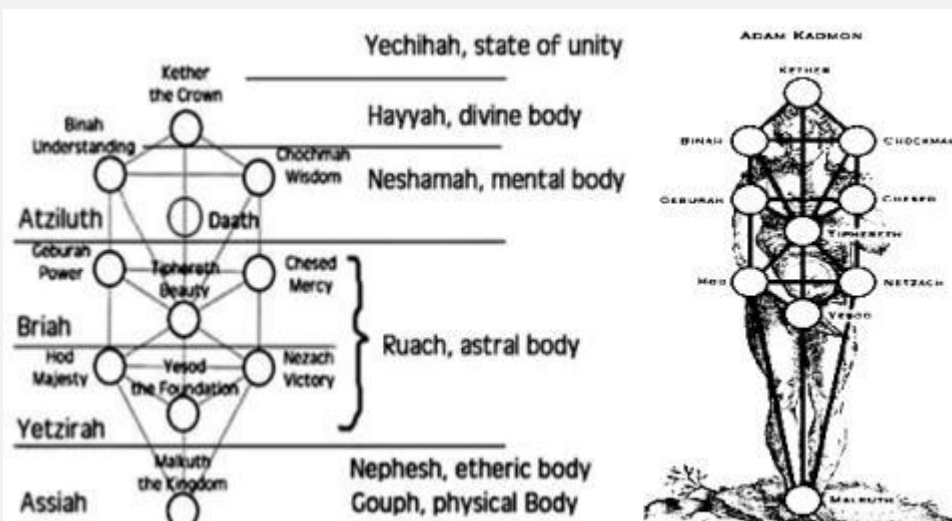 Yechihah, state of unity
Kether
the Crown
Hayyah, divine body
Binah
Understanding
Chochmah
Wisdom
Neshamah, mental body
Atziluth
Daath
Geburah
Power
Tiphereth
Beauty
Chesed
Mercy
Briah
Ruach, astral body
Hod
Majesty
Yesod
the Foundation
Nezach
Victory
Yetzirah
Malkuth
the Kingdom
Nephesh, etheric body
Assiah
Gouph, physical Body
ADAM KADMON
KETHER
BINAH
CHOCKMAH
GEBURAH
CHESED
TIPHERETH
HOD
NETZACH
YESOD
MALKUTH